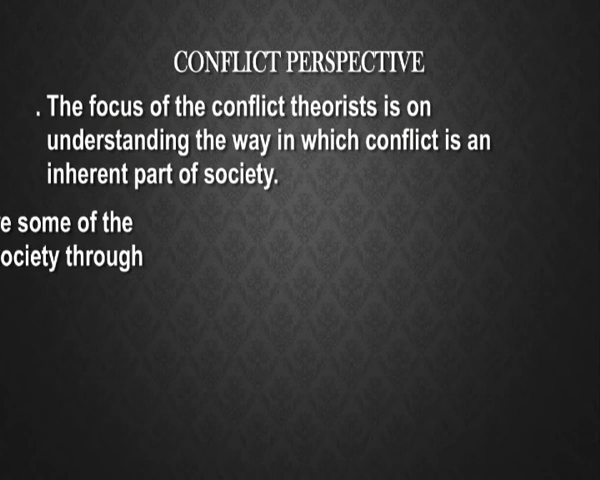 CONFLICT PERSPECTIVE
. The focus of the conflict theorists is on
understanding the way in which conflict is an
inherent part of society.
some of the
through